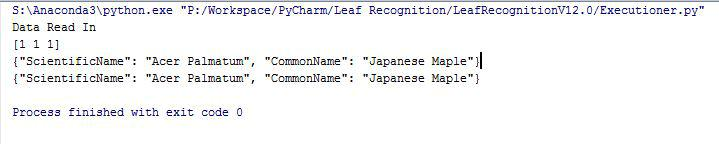 S:\Anaconda3\python.exe "P:/Workspace/PyCharm/Leaf Recognition/LeafRecognitionV12.0/Executioner.py"
Data Read In
[1 1 1]
{"ScientificName": "Acer Palmatum", "CommonName": "Japanese Maple"}
{"ScientificName": "Acer Palmatum", "CommonName": "Japanese Maple"}
Process finished with exit code 0